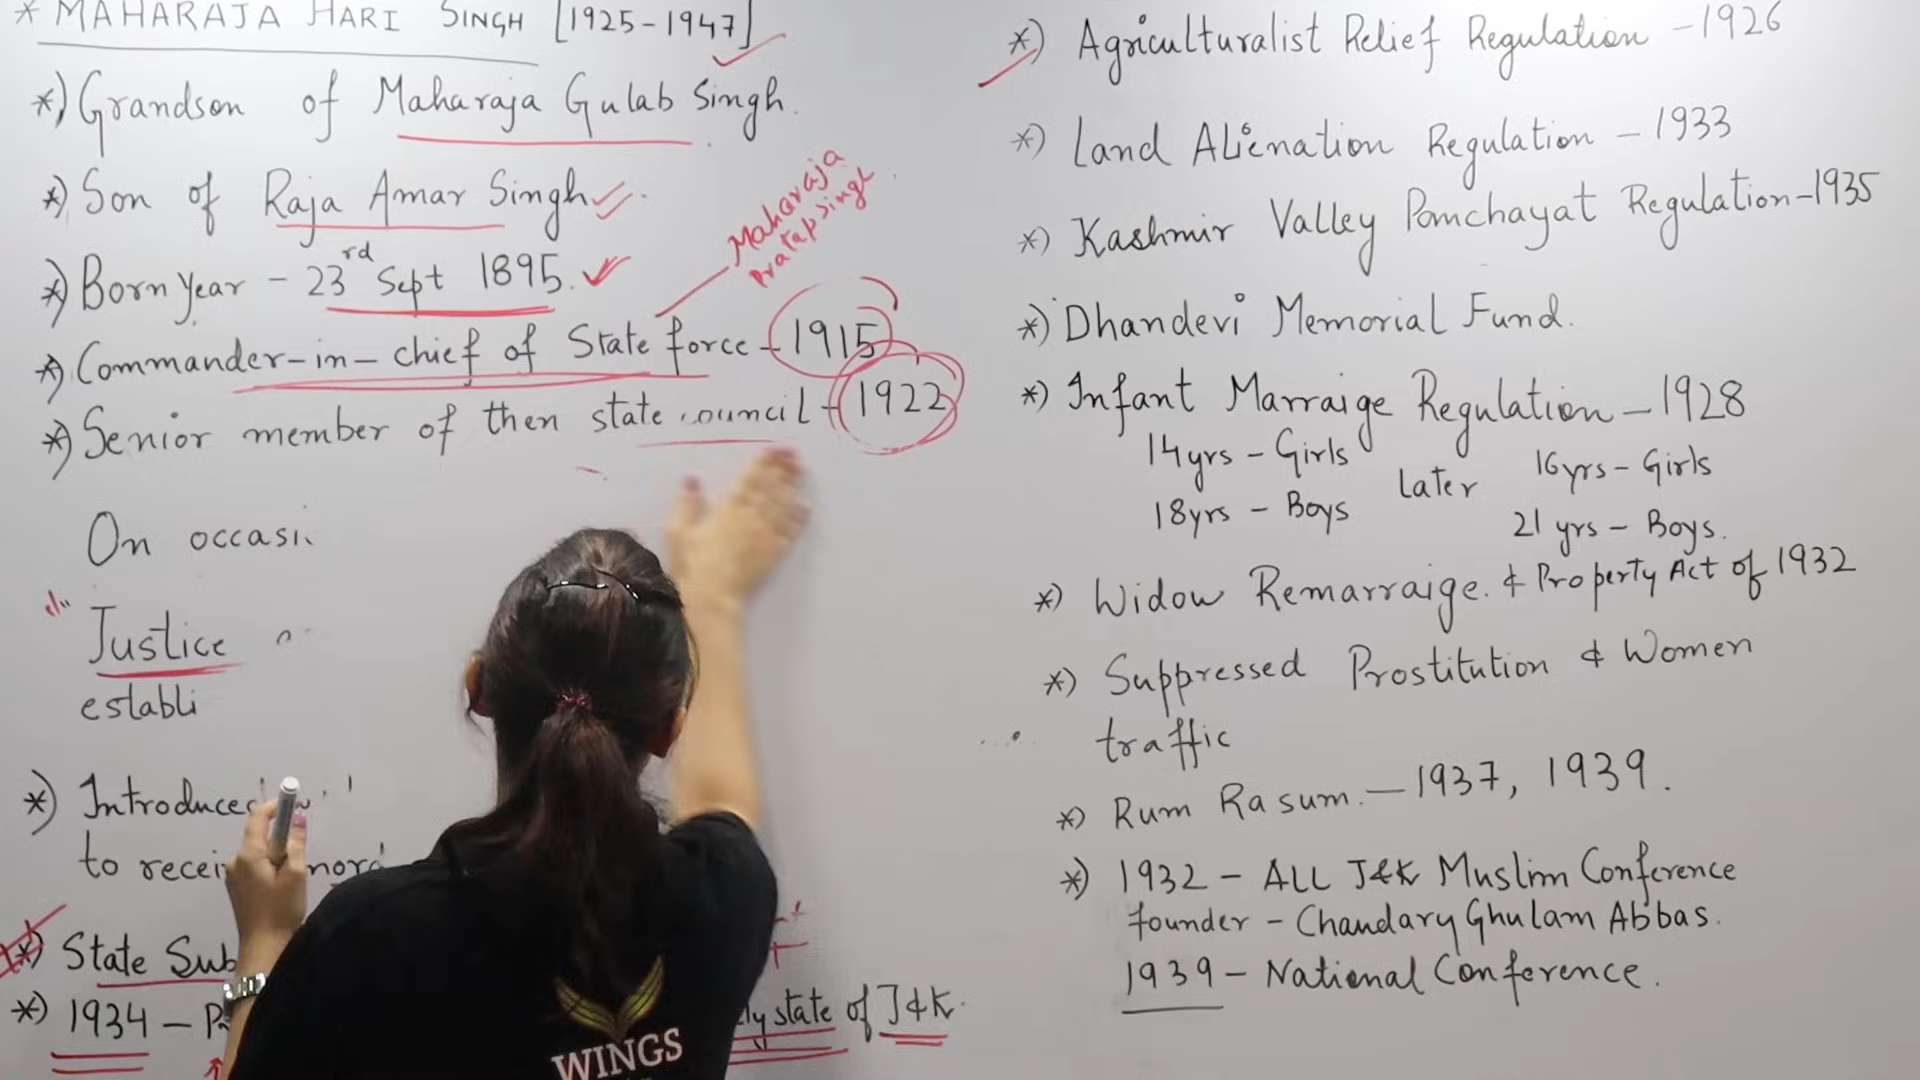 * MAHARAJA HARI SINGH [1925-1947]
*) Grandson of Maharaja Gulab Singh.
*) Son of Raja Amar Singh.
*) Born year - 23rd Sept 1895.
Maharaja
Pratap Singh
*) Commander-in-chief of State force - 1915
*) Senior member of then state council - 1922
On
Justice
*)
to
*) State
*) 1934 - state of J&K.
*) Agriculturalist Relief Regulation - 1926
*) Land Alienation Regulation - 1933
*) Kashmir Valley Panchayat Regulation - 1935
*) Dhandevi Memorial Fund.
*) Infant Marraige Regulation - 1928
14yrs - Girls Later 16yrs - Girls
18yrs - Boys 21 yrs - Boys.
*) Widow Remarraige. & Property Act of 1932
*) Suppressed Prostitution & Women
traffic
*) Rum Rasum. - 1937, 1939.
*) 1932 - ALL J&K Muslim Conference
founder - Chaudary Ghulam Abbas.
1939 - National Conference.
WINGS